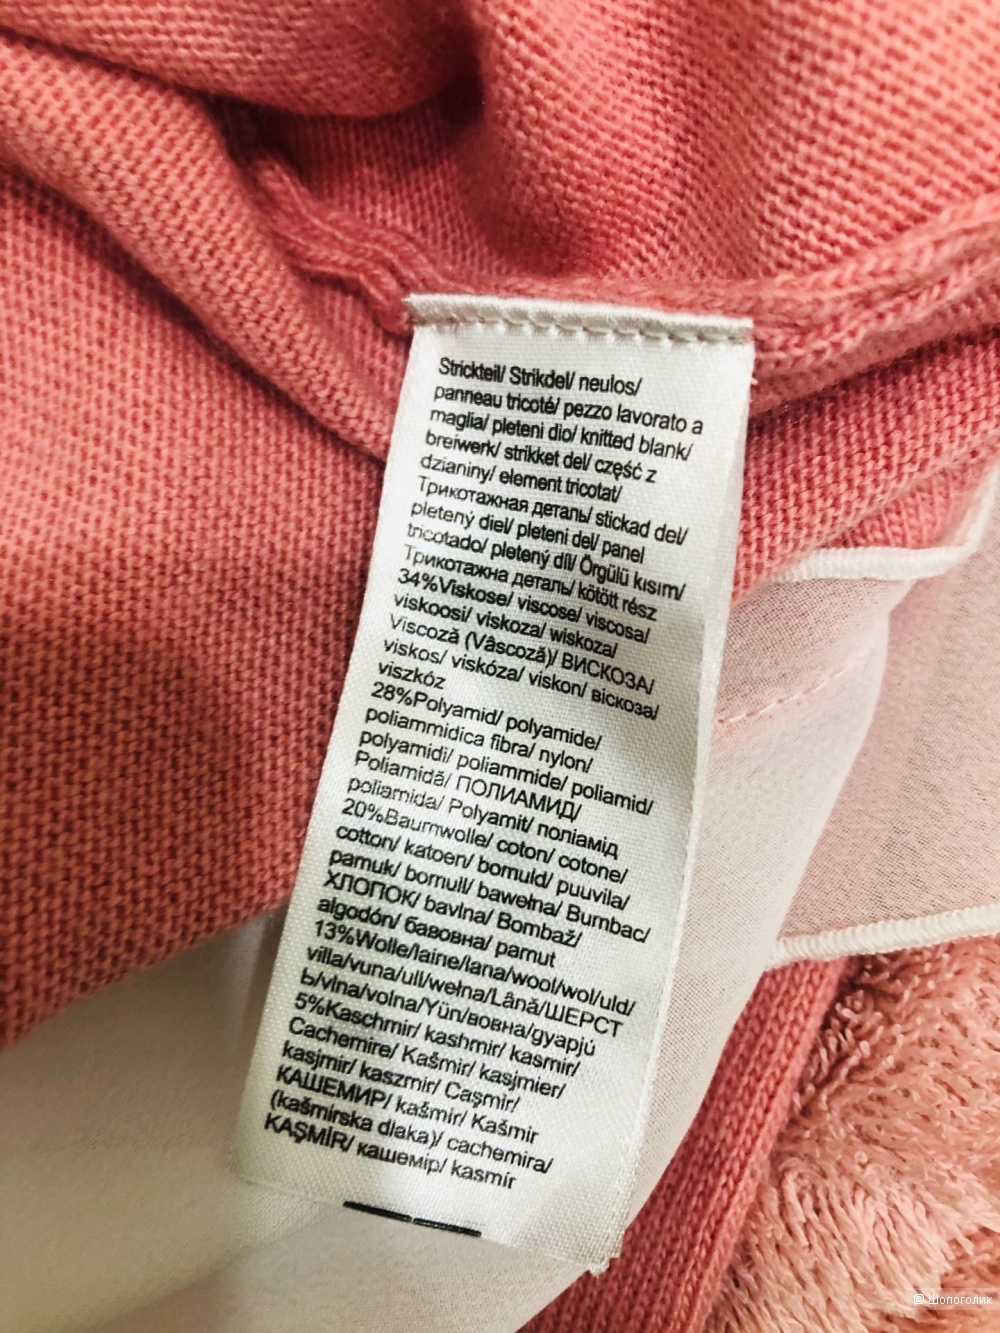 Strickteil/ Strikdel/ neulos/
panneau tricoté/ pezzo lavorato a
maglia/ pleteni dio/ knitted blank/
breiwerk/ strikket del/ część z
dzianiny/ element tricotat/
Трикотажная деталь/ stickad del/
pletený diel/ pleteni del/ panel
tricotado/ pletený díl/ Örgülü kısım/
Трикотажна деталь/ kötött rész
34%Viskose/ viscose/ viscosa/
viskoosi/ viskoza/ wiskoza/
Viscoză (Vâscoză)/ ВИСКОЗА/
viskos/ viskóza/ viskon/ віскоза/
viszkóz
28%Polyamid/ polyamide/
poliammidica fibra/ nylon/
polyamidi/ poliammide/ poliamid/
Poliamidă/ ПОЛИАМИД/
poliamida/ Polyamit/ поліамід
20%Baumwolle/ coton/ cotone/
cotton/ katoen/ bomuld/ puuvila/
pamuk/ bomull/ bawełna/ Bumbac/
ХЛОПОК/ bavlna/ Bombaž/
algodón/ бавовна/ pamut
13%Wolle/laine/lana/wool/wol/uld/
villa/vuna/ull/wełna/Lână/ШЕРСТ
Ь/vlna/volna/Yün/вовна/gyapjú
5%Kaschmir/ kashmir/ kasmir/
Cachemire/ Kašmir/ kasjmier/
kasjmir/ kaszmir/ Caşmir/
КАШЕМИР/ kašmír/ Kašmir
(kašmirska dlaka)/ cachemira/
KAŞMİR/ кашемір/ kasmír
© Шопоголик